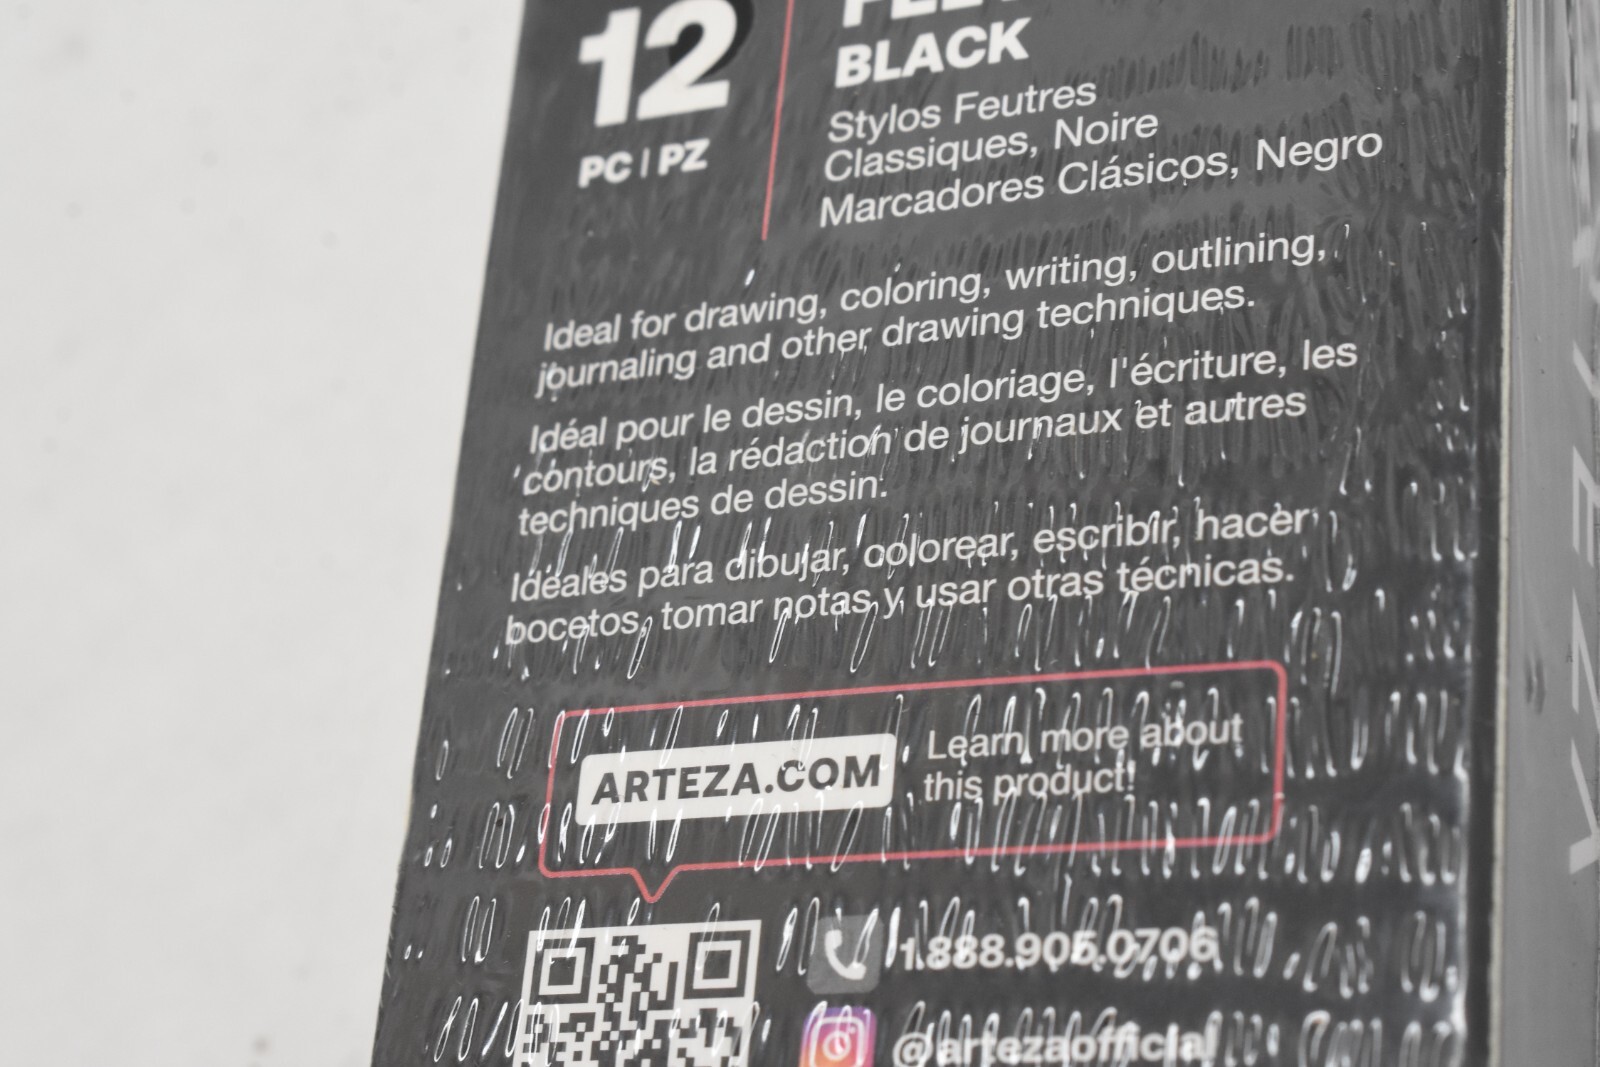 12
PC | PZ
BLACK
Stylos Feutres
Classiques, Noire
Marcadores Clásicos, Negro
Ideal for drawing, coloring, writing, outlining,
journaling and other drawing techniques.
Idéal pour le dessin, le coloriage, l'écriture, les
contours, la rédaction de journaux et autres
techniques de dessin.
Ideales para dibujar, colorear, escribir, hacer
bocetos, tomar notas y usar otras técnicas.
ARTEZA.COM
Learn more about
this product!
1.888.905.0706
@artezaofficial